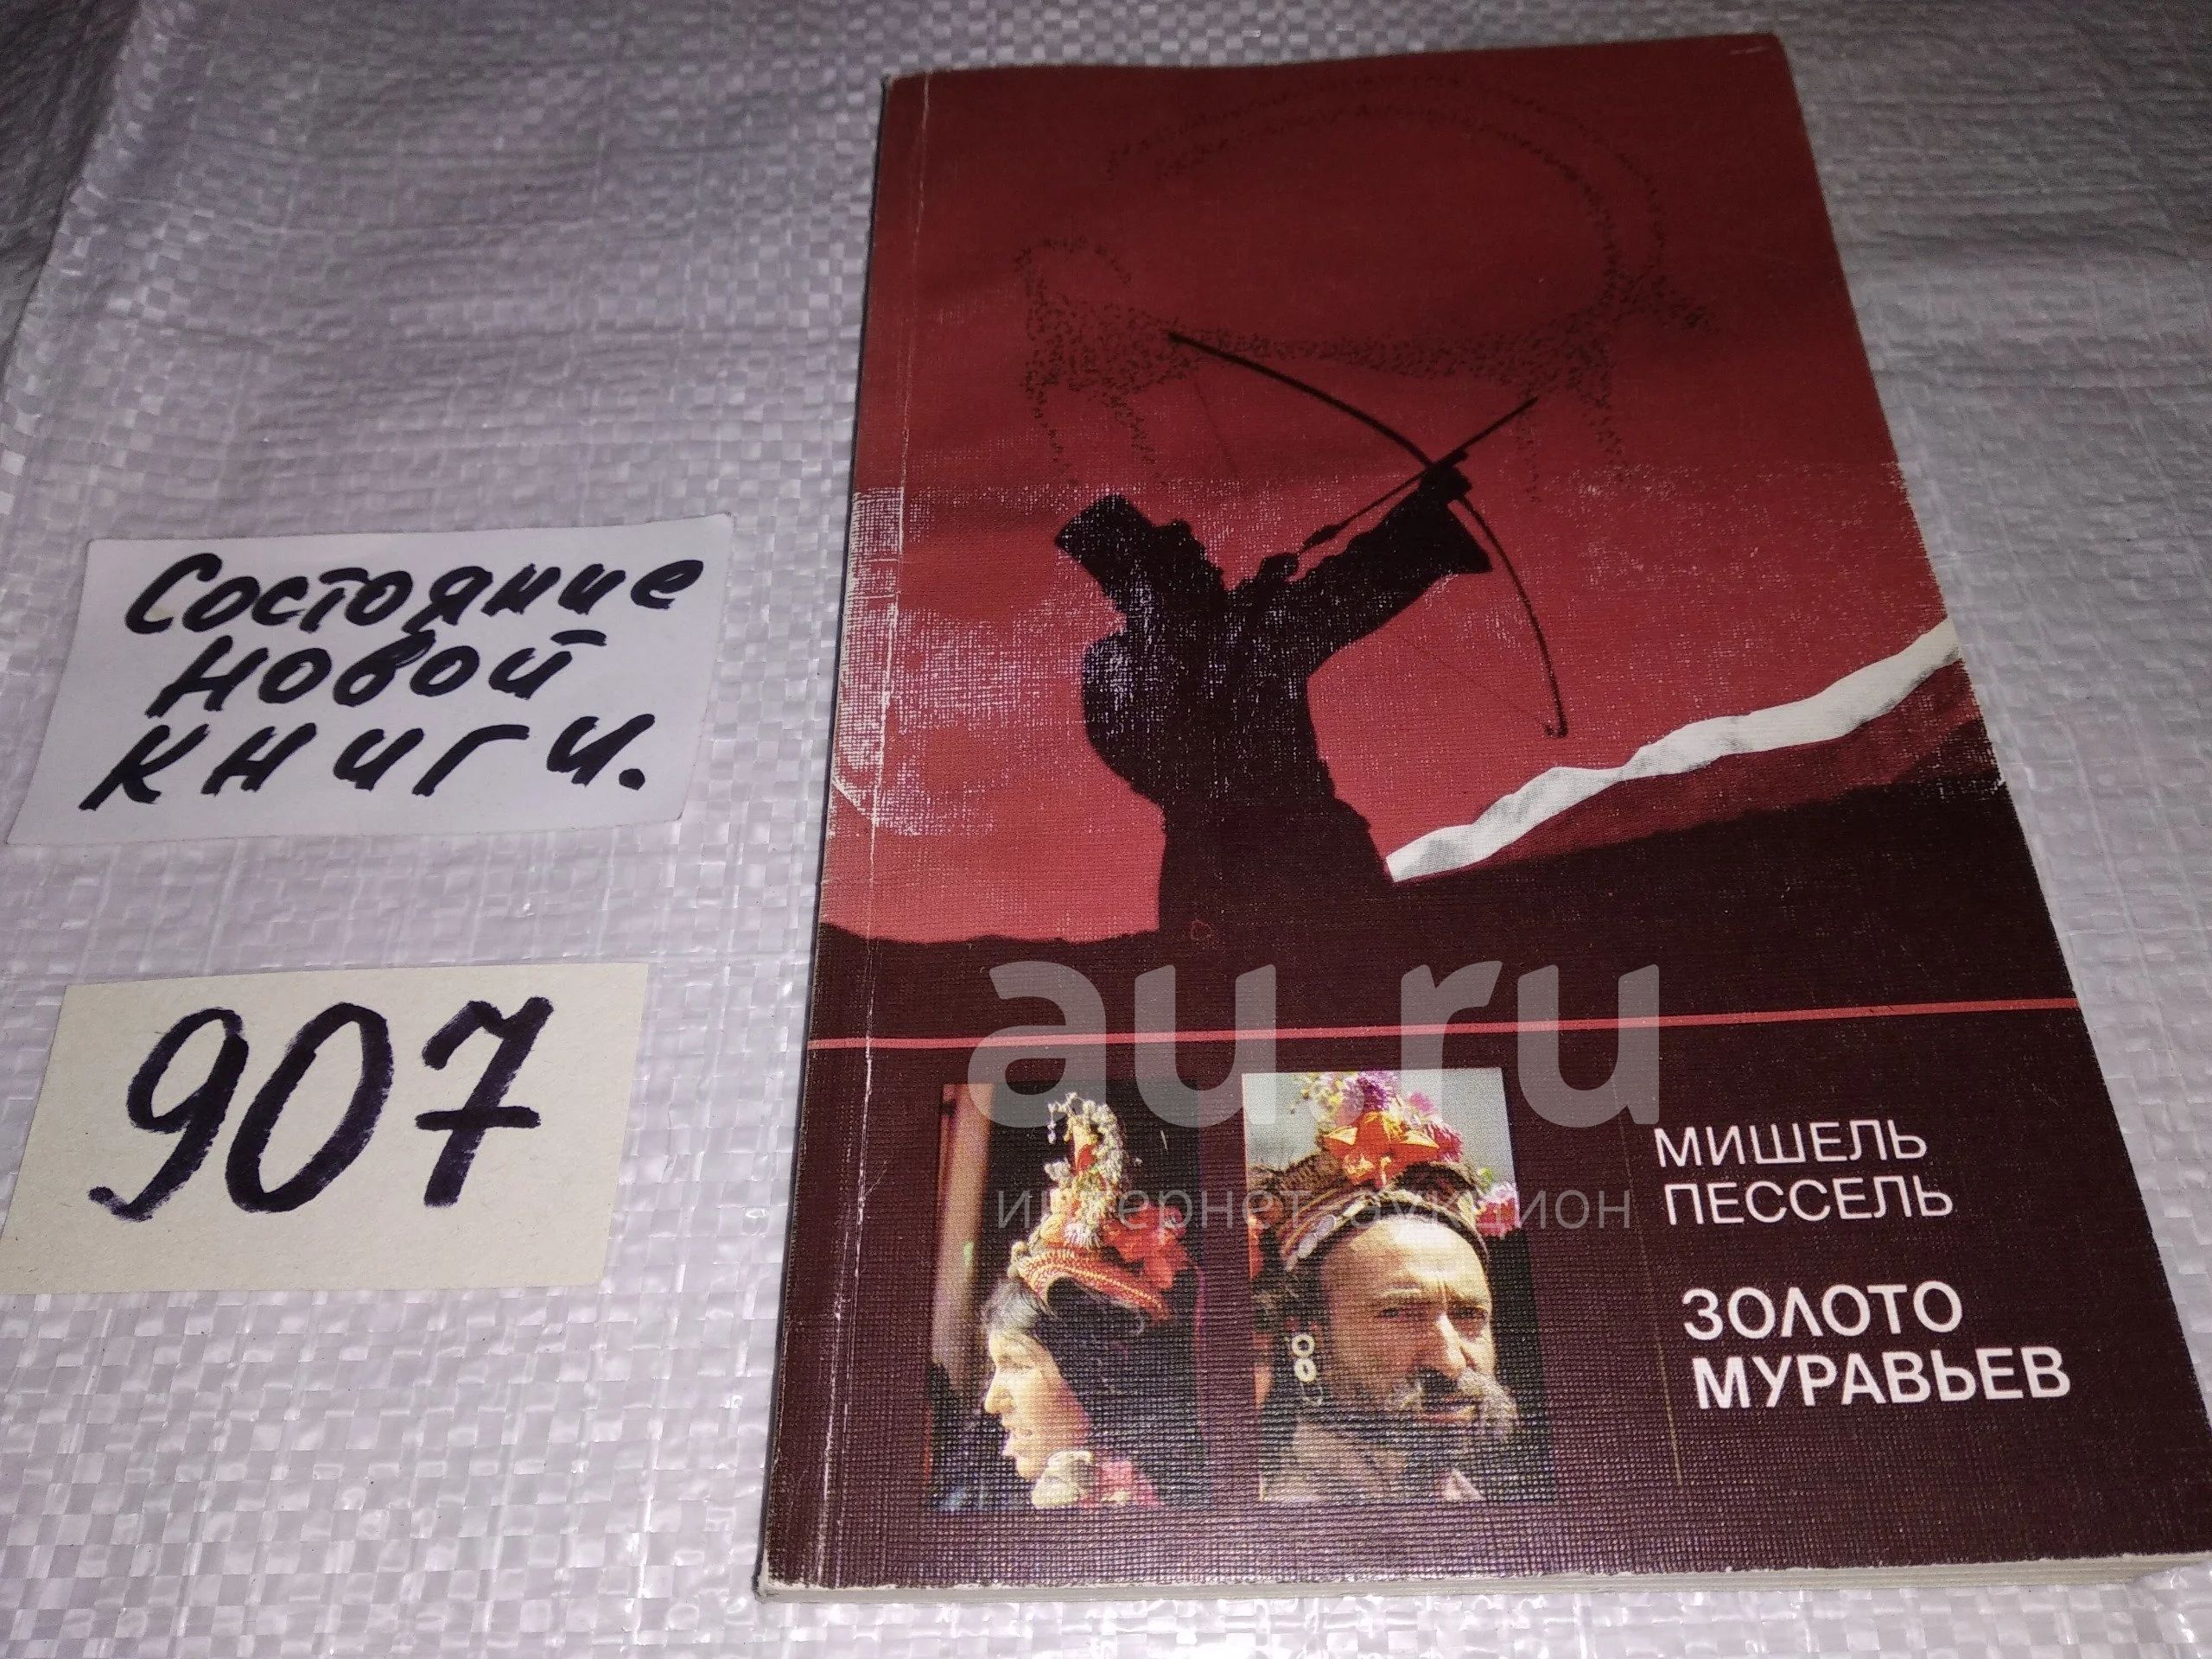 Состояние
новой
книги.
907
au.ru
интернет аукцион
МИШЕЛЬ
ПЕССЕЛЬ
ЗОЛОТО
МУРАВЬЕВ